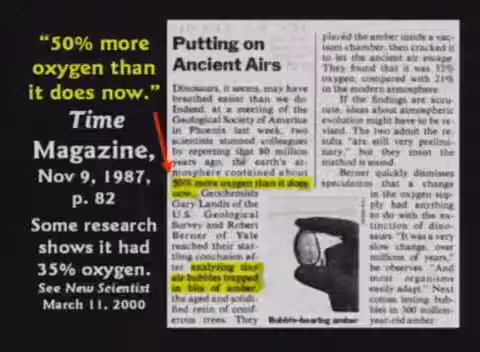 “50% more
oxygen than
it does now.”
Time
Magazine,
Nov 9, 1987,
p. 82
Some research
shows it had
35% oxygen.
See New Scientist
March 11, 2000
Putting on
Ancient Airs
Dinosaurs, it seems, may have
breathed easier than we do.
Indeed, at a meeting of the
Geological Society of America
in Phoenix last week, two
scientists stunned colleagues
by reporting that 80 million
years ago, the earth's at-
mosphere contained about
50% more oxygen than it does
now. Geochemists
Gary Landis of the
U.S. Geological
Survey and Robert
Berner of Yale
reached their star-
tling conclusion af-
ter analyzing tiny
air bubbles trapped
in bits of amber,
the aged and solidi-
fied resin of conif-
erous trees. They
Bubble-bearing amber
placed the amber inside a vac-
uum chamber, then cracked it
to let the ancient air escape.
They found that it was 32%
oxygen, compared with 21%
in the modern atmosphere.
If the findings are accu-
rate, ideas about atmospheric
evolution might have to be re-
vised. The two admit the re-
sults "are still very prelimi-
nary," but they insist the
method is sound.
Berner quickly dismisses
speculation that a change
in the oxygen sup-
ply had anything
to do with the ex-
tinction of dino-
saurs. "It was a very
slow change, over
millions of years,"
he observes. "And
most organisms
easily adapt." Next
comes testing bub-
bles in 300 million-
year-old amber.